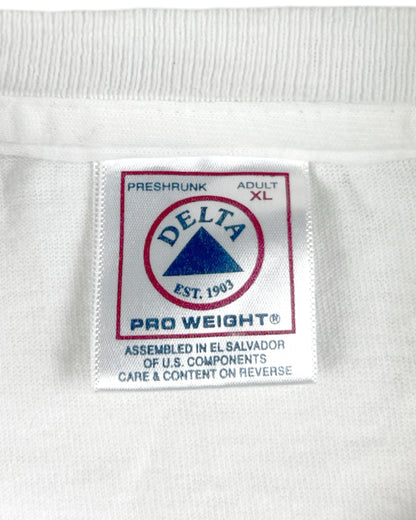 PRESHRUNK ADULT
XL
DELTA
EST. 1903
PRO WEIGHT®
ASSEMBLED IN EL SALVADOR
OF U.S. COMPONENTS
CARE & CONTENT ON REVERSE